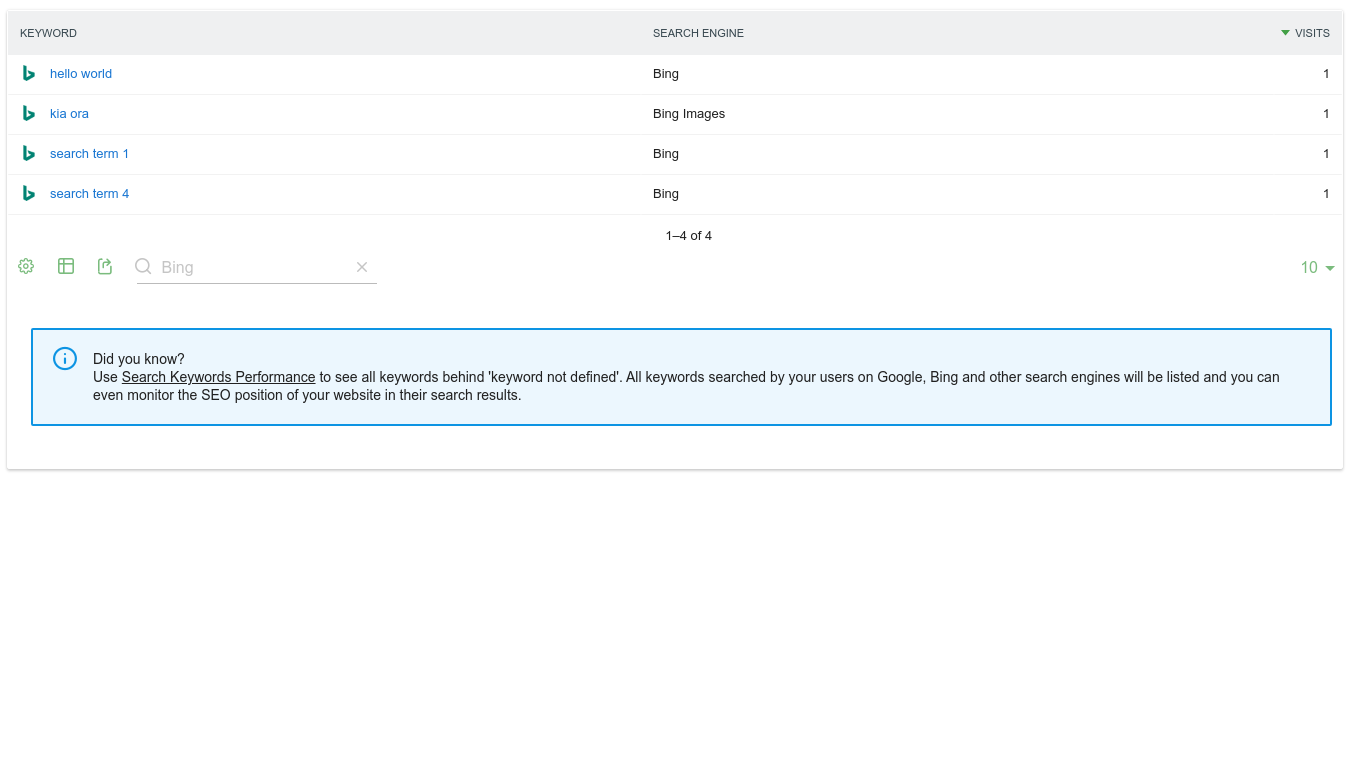 KEYWORD SEARCH ENGINE VISITS
hello world Bing 1
kia ora Bing Images 1
search term 1 Bing 1
search term 4 Bing 1
1–4 of 4
Bing 10
Did you know?
Use Search Keywords Performance to see all keywords behind 'keyword not defined'. All keywords searched by your users on Google, Bing and other search engines will be listed and you can
even monitor the SEO position of your website in their search results.